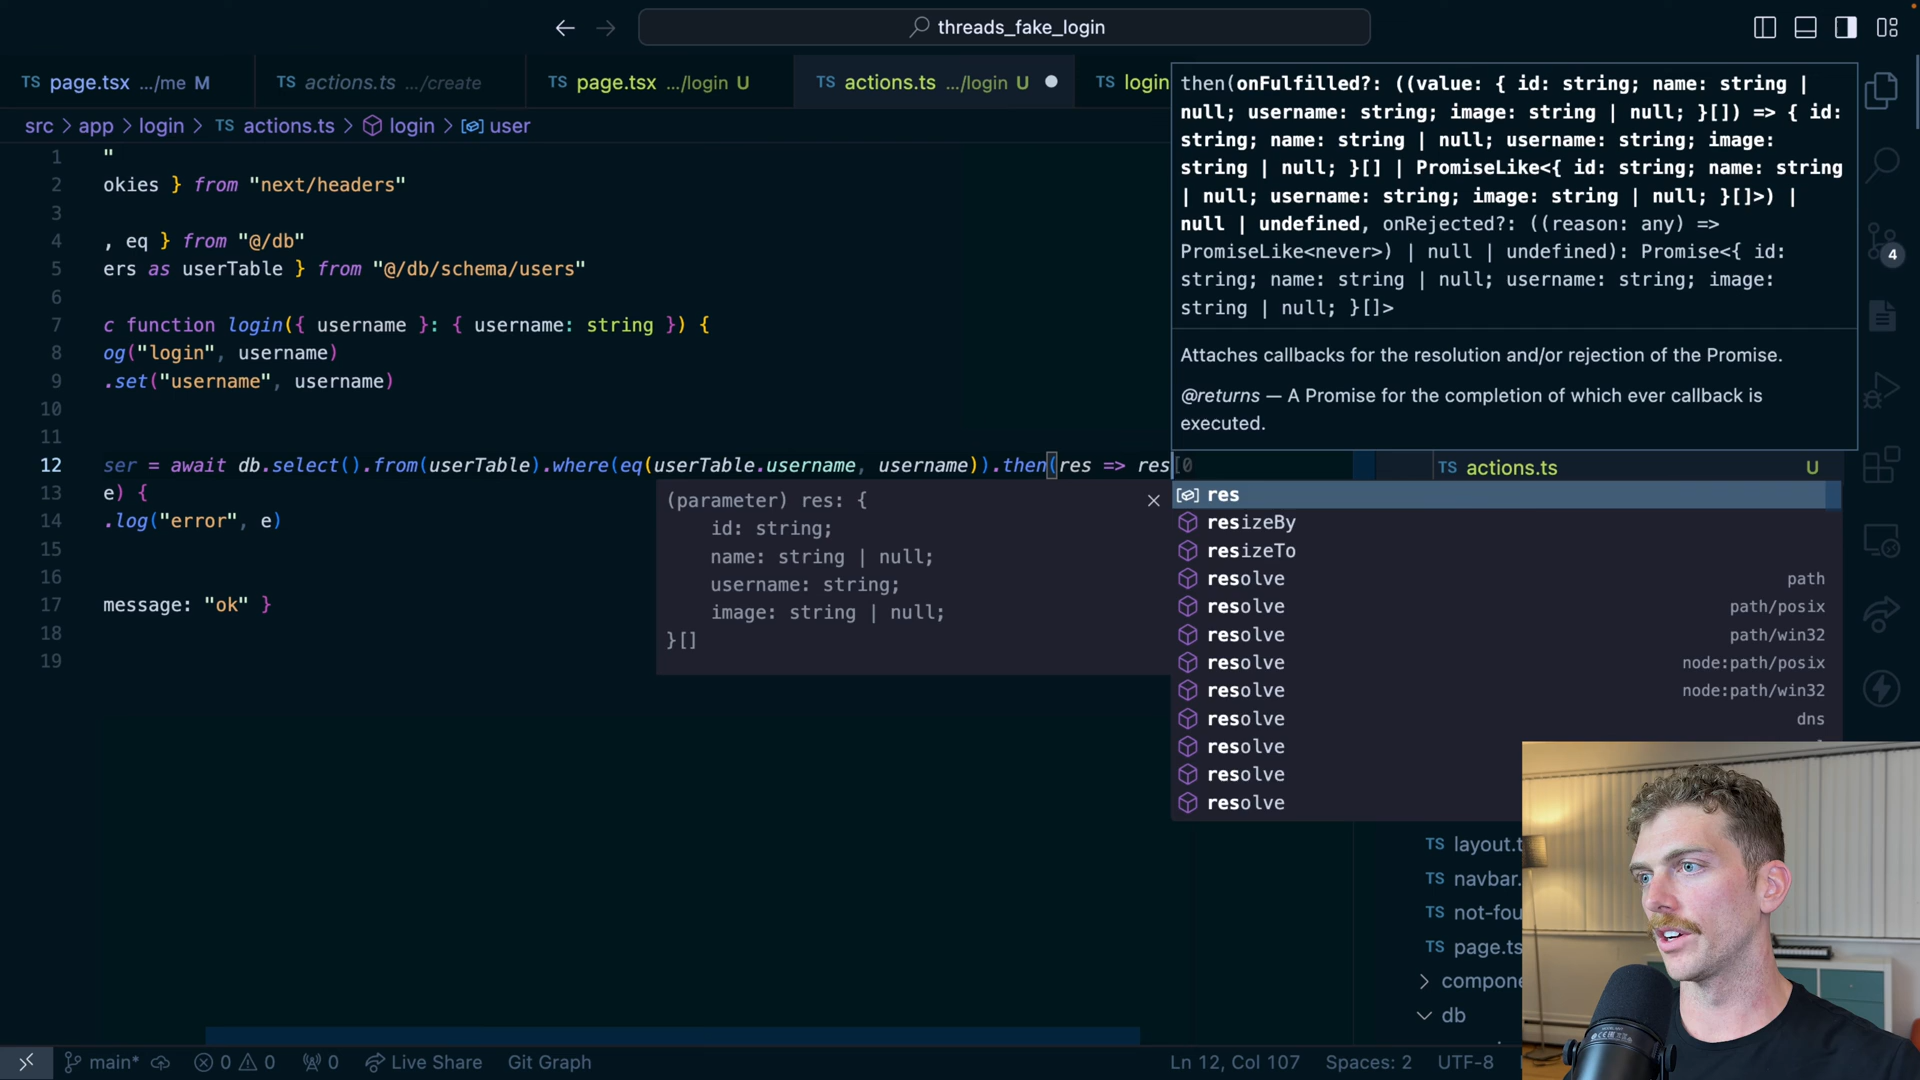 threads_fake_login
TS page.tsx .../me M
TS actions.ts .../create
TS page.tsx .../login U
TS actions.ts .../login U
TS login
src > app > login > TS actions.ts > login > user
1 "
2 okies } from "next/headers"
3
4 , eq } from "@/db"
5 ers as userTable } from "@/db/schema/users"
6
7 c function login({ username }: { username: string }) {
8 og("login", username)
9 .set("username", username)
10
11
12 ser = await db.select().from(userTable).where(eq(userTable.username, username)).then(res => res[0
13 e) {
14 .log("error", e)
15
16
17 message: "ok" }
18
19
then(onFulfilled?: ((value: { id: string; name: string |
null; username: string; image: string | null; }[]) => { id:
string; name: string | null; username: string; image:
string | null; }[] | PromiseLike<{ id: string; name: string
| null; username: string; image: string | null; }[]>) |
null | undefined, onRejected?: ((reason: any) =>
PromiseLike<never>) | null | undefined): Promise<{ id:
string; name: string | null; username: string; image:
string | null; }[]>
Attaches callbacks for the resolution and/or rejection of the Promise.
@returns — A Promise for the completion of which ever callback is
executed.
TS actions.ts U
(parameter) res: {
id: string;
name: string | null;
username: string;
image: string | null;
}[]
res
resizeBy
resizeTo
resolve path
resolve path/posix
resolve path/win32
resolve node:path/posix
resolve node:path/win32
resolve dns
resolve
resolve
resolve
4
TS layout.t
TS navbar.
TS not-fou
TS page.ts
compone
db
main* 0 0 0 Live Share Git Graph
Ln 12, Col 107 Spaces: 2 UTF-8